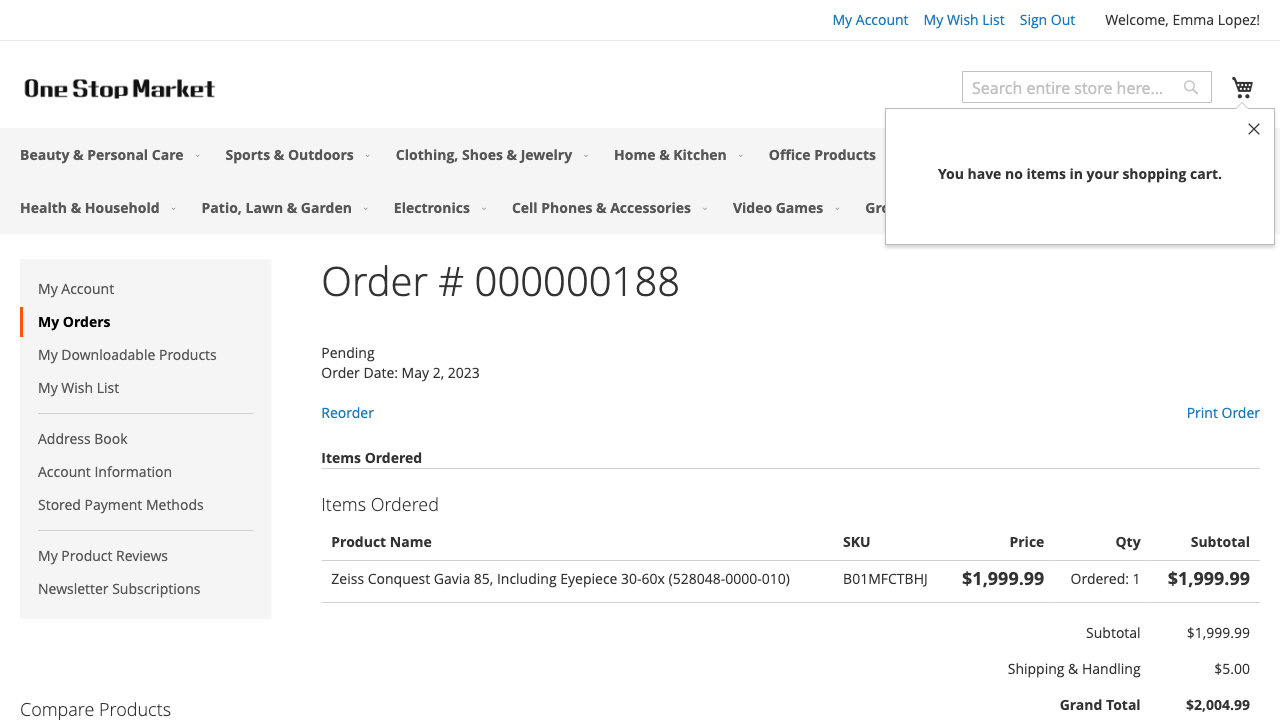 My Account My Wish List Sign Out Welcome, Emma Lopez!
One Stop Market
Search entire store here...
Beauty & Personal Care Sports & Outdoors Clothing, Shoes & Jewelry Home & Kitchen Office Products
You have no items in your shopping cart.
Health & Household Patio, Lawn & Garden Electronics Cell Phones & Accessories Video Games
My Account
My Orders
My Downloadable Products
My Wish List
Address Book
Account Information
Stored Payment Methods
My Product Reviews
Newsletter Subscriptions
Compare Products
Order # 000000188
Pending
Order Date: May 2, 2023
Reorder Print Order
Items Ordered
Items Ordered
Product Name SKU Price Qty Subtotal
Zeiss Conquest Gavia 85, Including Eyepiece 30-60x (528048-0000-010) B01MFCTBHJ $1,999.99 Ordered: 1 $1,999.99
Subtotal $1,999.99
Shipping & Handling $5.00
Grand Total $2,004.99